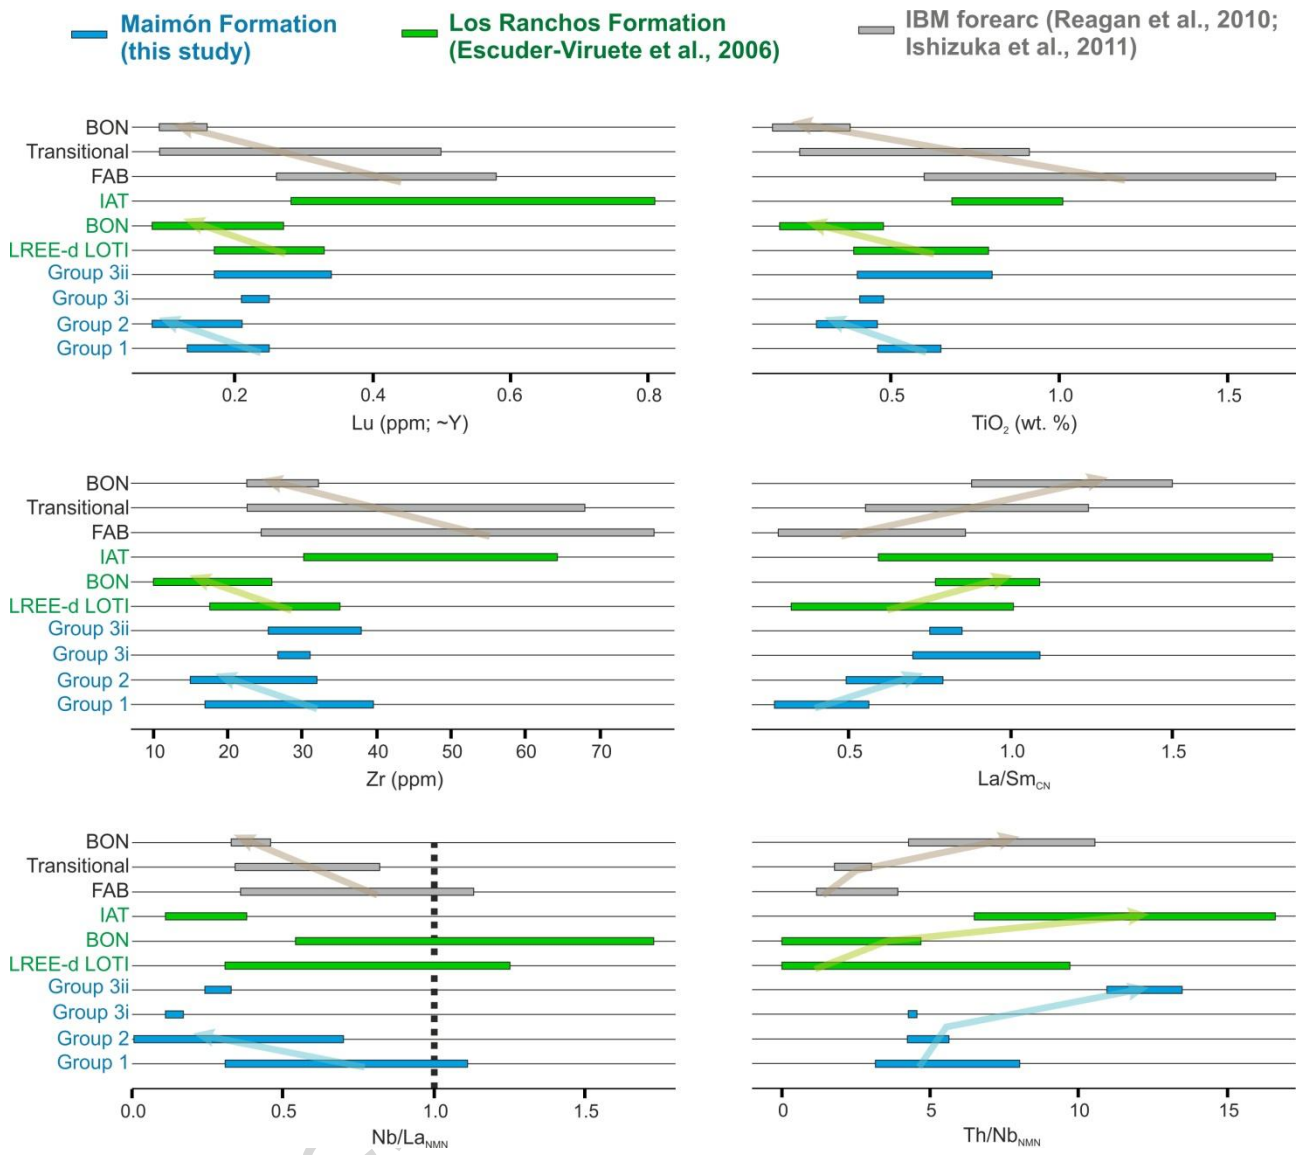 Maimón Formation
(this study)
Los Ranchos Formation
(Escuder-Viruete et al., 2006)
IBM forearc (Reagan et al., 2010;
Ishizuka et al., 2011)
BON
Transitional
FAB
IAT
BON
LREE-d LOTI
Group 3ii
Group 3i
Group 2
Group 1
0.2 0.4 0.6 0.8
Lu (ppm; ~Y)
0.5 1.0 1.5
TiO2 (wt. %)
BON
Transitional
FAB
IAT
BON
LREE-d LOTI
Group 3ii
Group 3i
Group 2
Group 1
10 20 30 40 50 60 70
Zr (ppm)
0.5 1.0 1.5
La/SmCN
BON
Transitional
FAB
IAT
BON
LREE-d LOTI
Group 3ii
Group 3i
Group 2
Group 1
0.0 0.5 1.0 1.5
Nb/LaNMN
0 5 10 15
Th/NbNMN